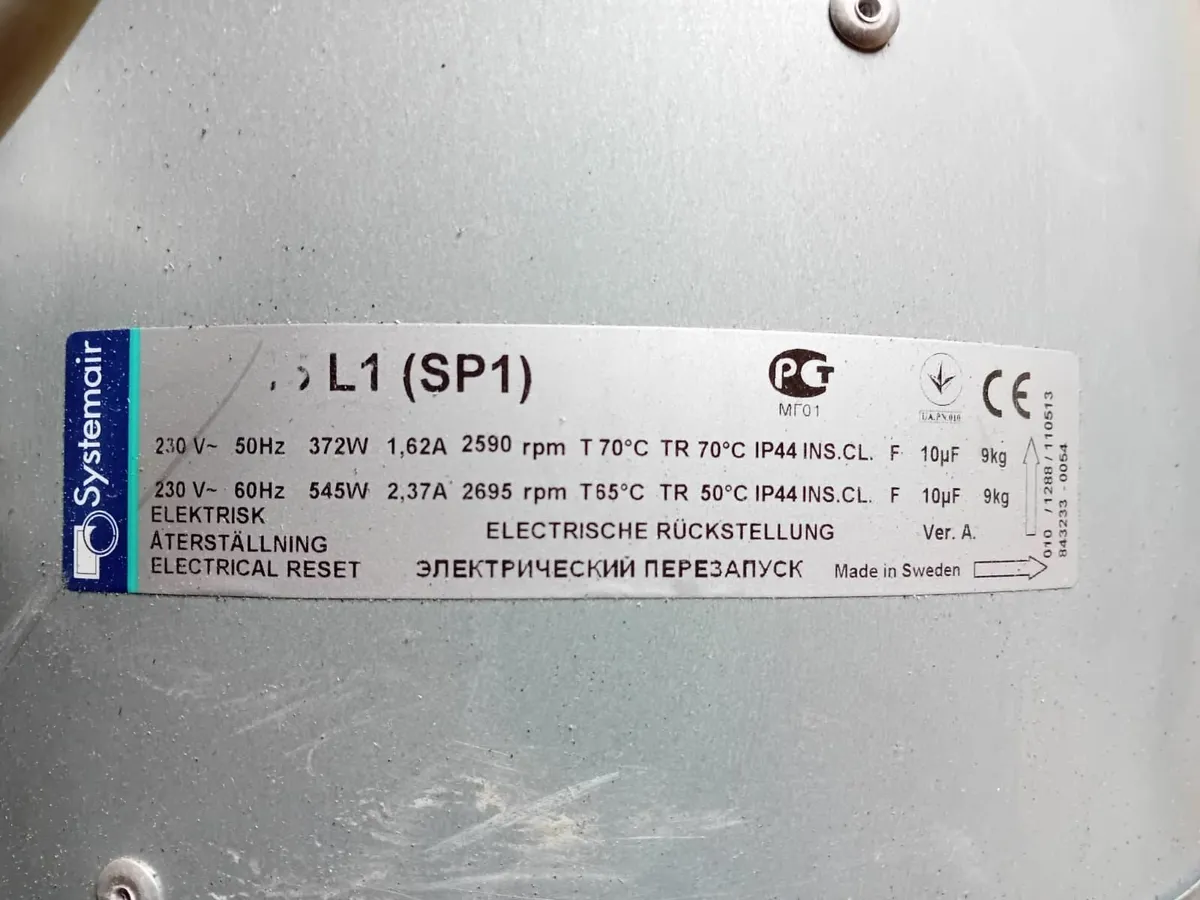 Systemair
L1 (SP1)
РСТ
МГ01
U.A.P.N.010
CE
230 V~ 50Hz 372W 1,62A 2590 rpm T 70°C TR 70°C IP44 INS.CL. F 10µF 9kg
230 V~ 60Hz 545W 2,37A 2695 rpm T65°C TR 50°C IP44 INS.CL. F 10µF 9kg
ELEKTRISK
ÅTERSTÄLLNING
ELECTRICAL RESET
ELECTRISCHE RÜCKSTELLUNG
ЭЛЕКТРИЧЕСКИЙ ПЕРЕЗАПУСК
Ver. A.
Made in Sweden
010 /1288/110513
843233-0054